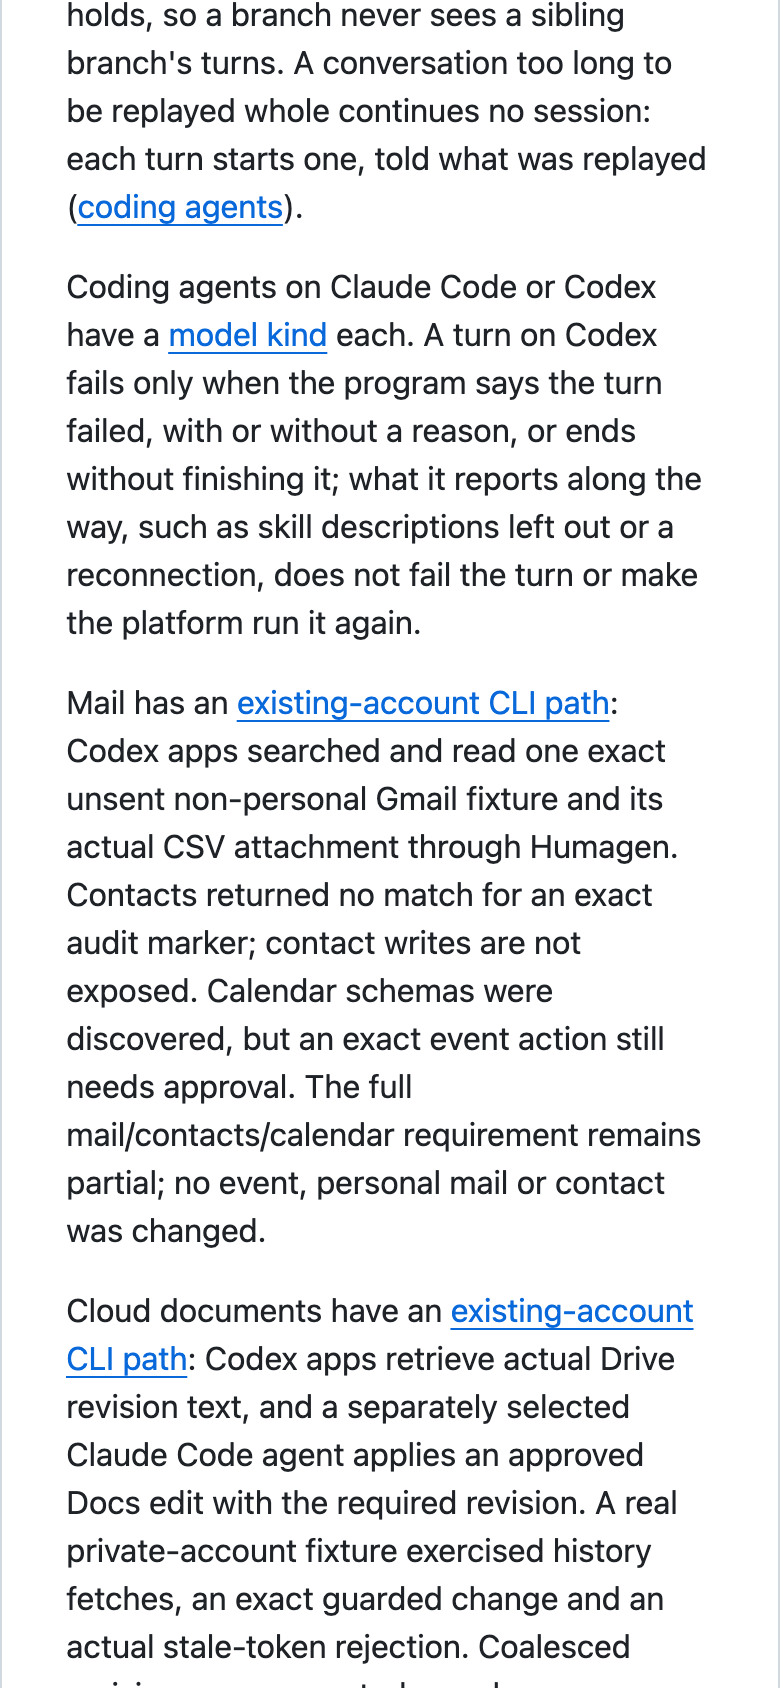 holds, so a branch never sees a sibling
branch's turns. A conversation too long to
be replayed whole continues no session:
each turn starts one, told what was replayed
(coding agents).
Coding agents on Claude Code or Codex
have a model kind each. A turn on Codex
fails only when the program says the turn
failed, with or without a reason, or ends
without finishing it; what it reports along the
way, such as skill descriptions left out or a
reconnection, does not fail the turn or make
the platform run it again.
Mail has an existing-account CLI path:
Codex apps searched and read one exact
unsent non-personal Gmail fixture and its
actual CSV attachment through Humagen.
Contacts returned no match for an exact
audit marker; contact writes are not
exposed. Calendar schemas were
discovered, but an exact event action still
needs approval. The full
mail/contacts/calendar requirement remains
partial; no event, personal mail or contact
was changed.
Cloud documents have an existing-account
CLI path: Codex apps retrieve actual Drive
revision text, and a separately selected
Claude Code agent applies an approved
Docs edit with the required revision. A real
private-account fixture exercised history
fetches, an exact guarded change and an
actual stale-token rejection. Coalesced